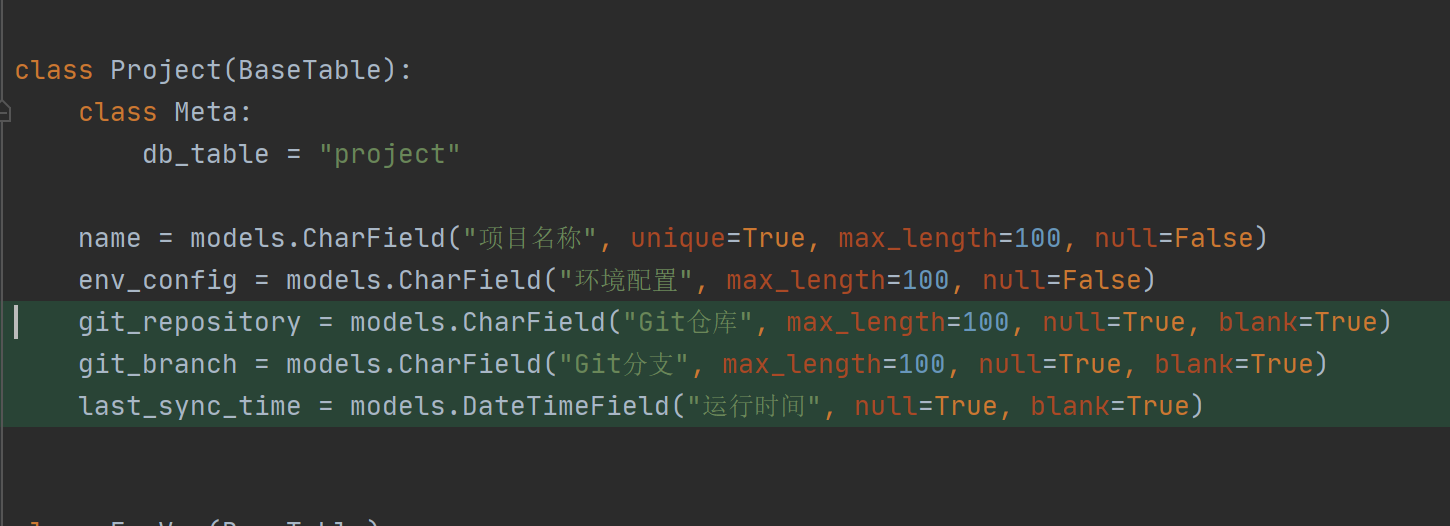 class Project(BaseTable):
    class Meta:
        db_table = "project"
    name = models.CharField("项目名称", unique=True, max_length=100, null=False)
    env_config = models.CharField("环境配置", max_length=100, null=False)
    git_repository = models.CharField("Git仓库", max_length=100, null=True, blank=True)
    git_branch = models.CharField("Git分支", max_length=100, null=True, blank=True)
    last_sync_time = models.DateTimeField("运行时间", null=True, blank=True)